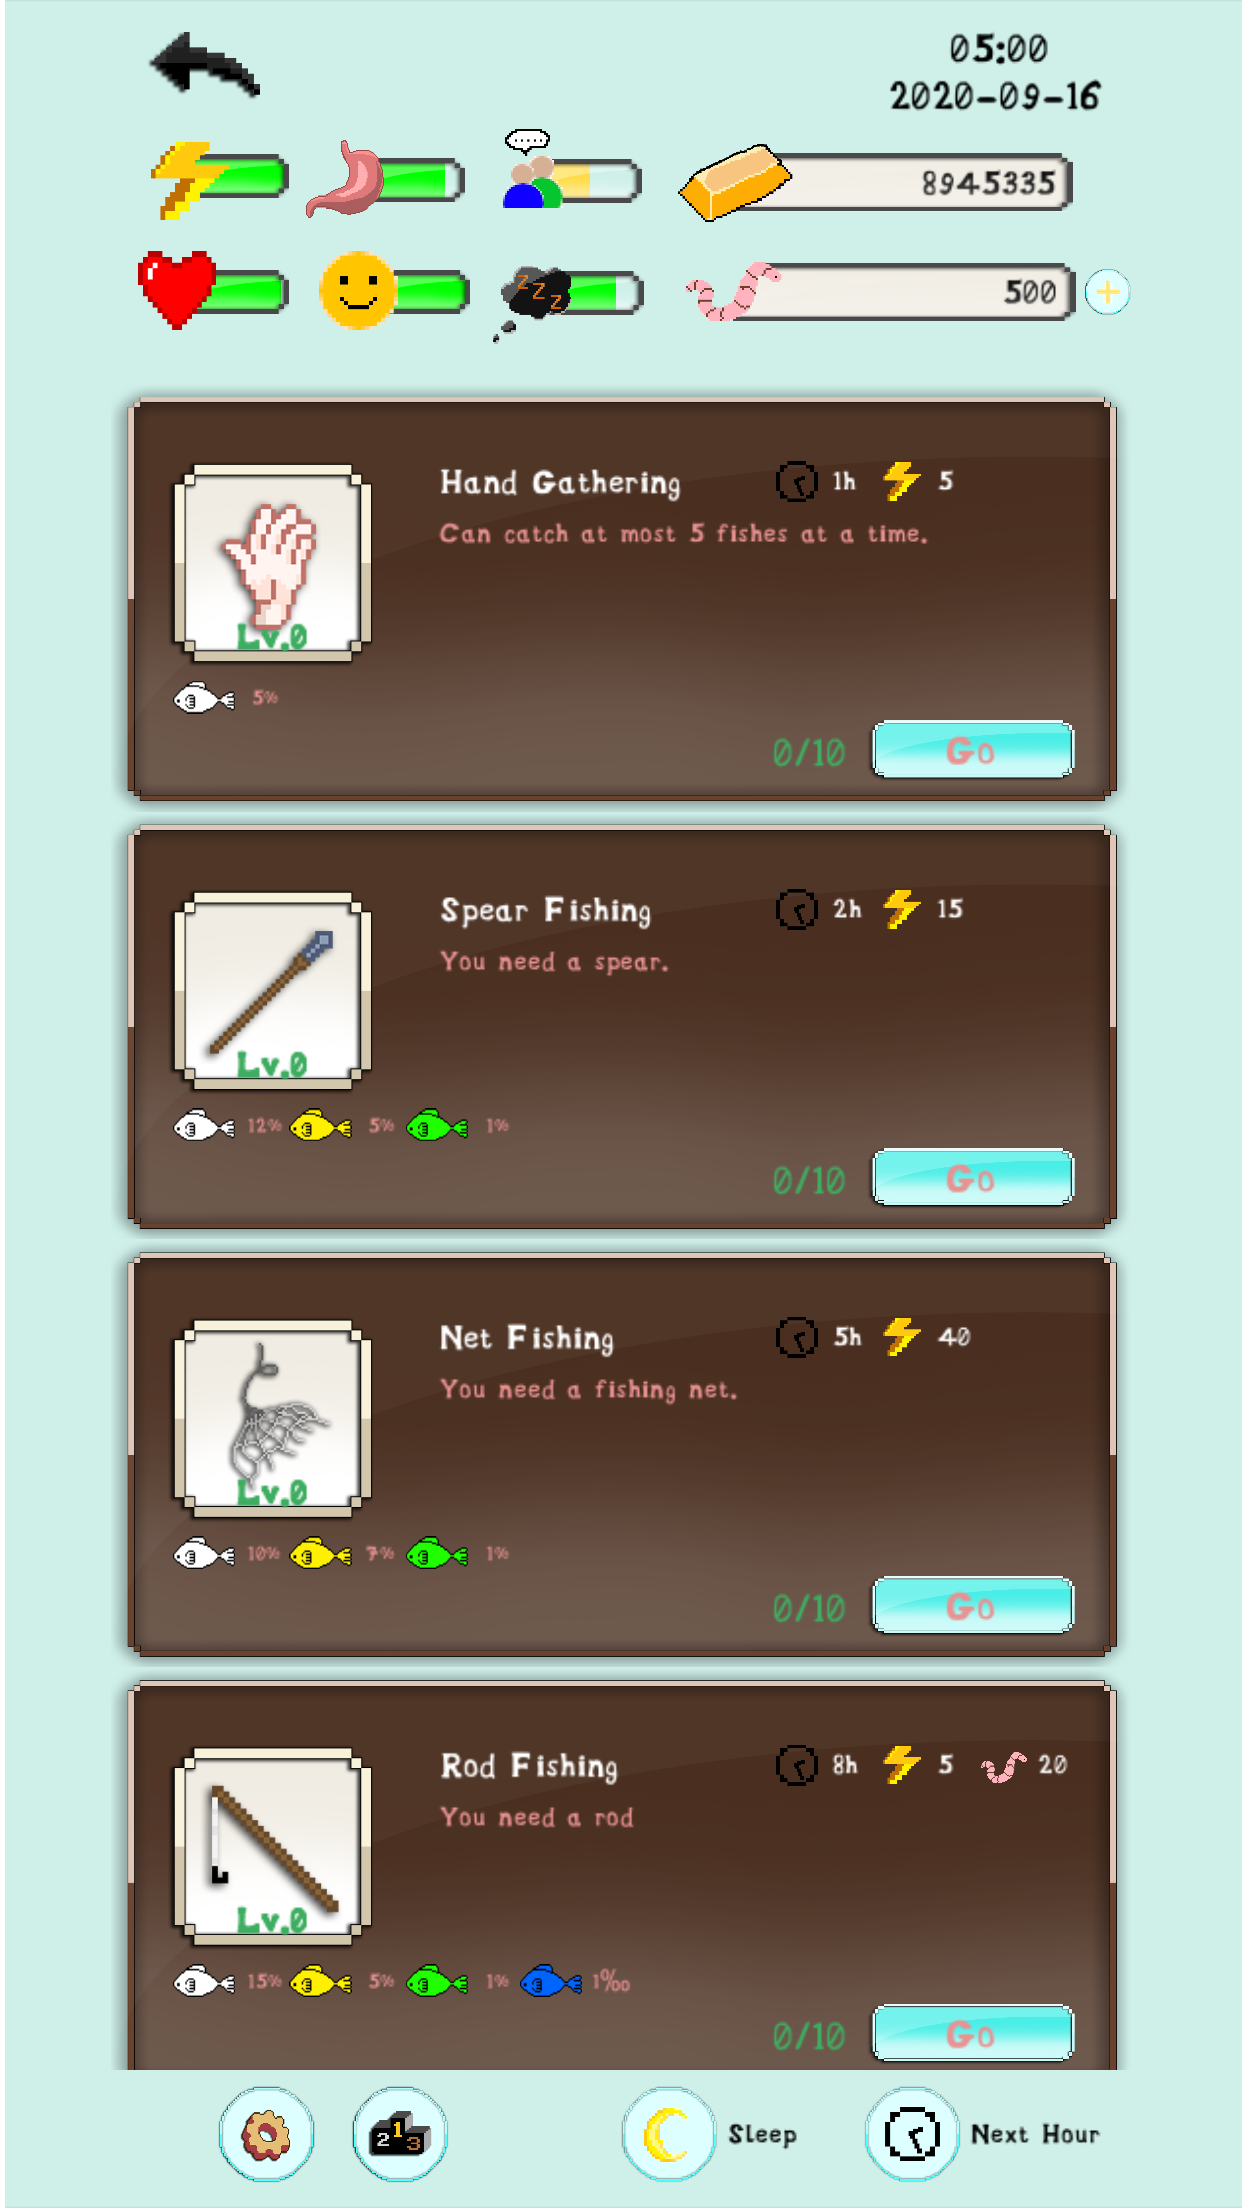 05:00
2020-09-16
8945335
500
Hand Gathering 1h 5
Can catch at most 5 fishes at a time.
Lv.0
5%
0/10 Go
Spear Fishing 2h 15
You need a spear.
Lv.0
12% 5% 1%
0/10 Go
Net Fishing 5h 40
You need a fishing net.
Lv.0
10% 7% 1%
0/10 Go
Rod Fishing 8h 5 20
You need a rod
Lv.0
15% 5% 1% 1‰
0/10 Go
2 1 3 Sleep Next Hour